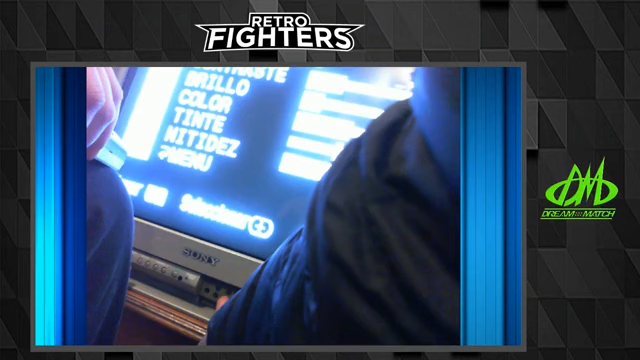 RETRO
FIGHTERS
BRILLO
COLOR
TINTE
NITIDEZ
MENU
SONY
DREAM MATCH